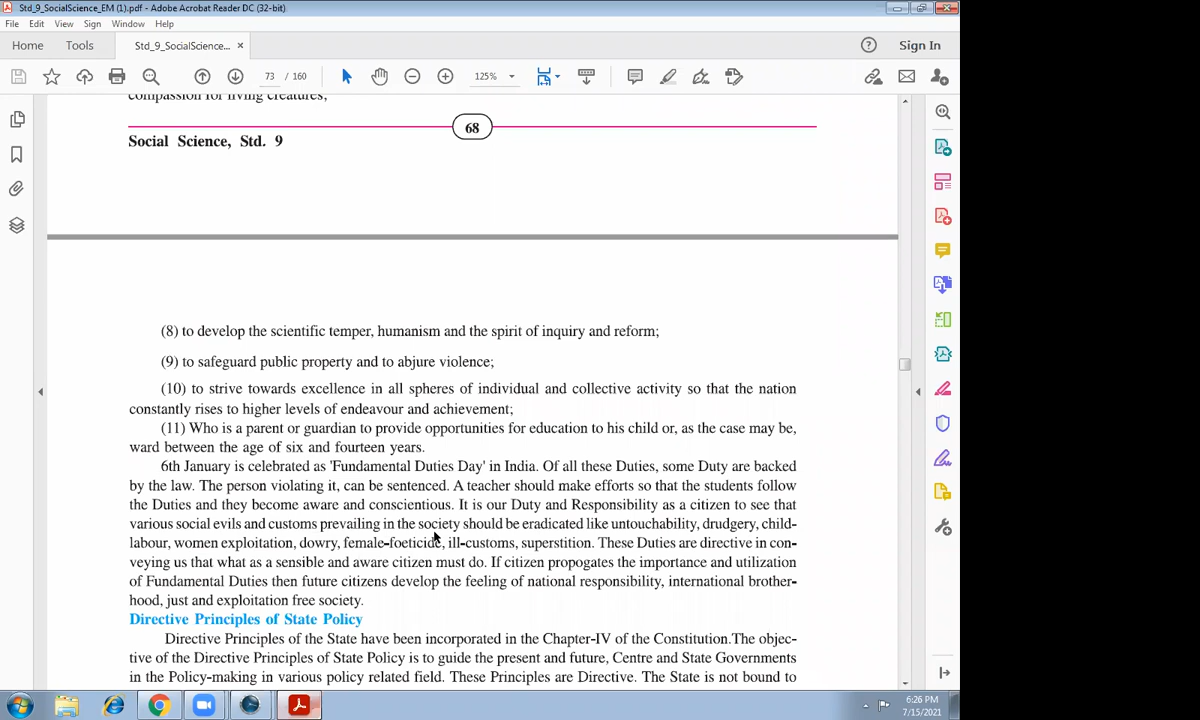 Std_9_SocialScience_EM (1).pdf - Adobe Acrobat Reader DC (32-bit)
File Edit View Sign Window Help
Home Tools Std_9_SocialScience... × Sign In
73 / 160 125%
compassion for living creatures;
68
Social Science, Std. 9
(8) to develop the scientific temper, humanism and the spirit of inquiry and reform;
(9) to safeguard public property and to abjure violence;
(10) to strive towards excellence in all spheres of individual and collective activity so that the nation
constantly rises to higher levels of endeavour and achievement;
(11) Who is a parent or guardian to provide opportunities for education to his child or, as the case may be,
ward between the age of six and fourteen years.
6th January is celebrated as 'Fundamental Duties Day' in India. Of all these Duties, some Duty are backed
by the law. The person violating it, can be sentenced. A teacher should make efforts so that the students follow
the Duties and they become aware and conscientious. It is our Duty and Responsibility as a citizen to see that
various social evils and customs prevailing in the society should be eradicated like untouchability, drudgery, child-
labour, women exploitation, dowry, female-foeticide, ill-customs, superstition. These Duties are directive in con-
veying us that what as a sensible and aware citizen must do. If citizen propogates the importance and utilization
of Fundamental Duties then future citizens develop the feeling of national responsibility, international brother-
hood, just and exploitation free society.
Directive Principles of State Policy
Directive Principles of the State have been incorporated in the Chapter-IV of the Constitution.The objec-
tive of the Directive Principles of State Policy is to guide the present and future, Centre and State Governments
in the Policy-making in various policy related field. These Principles are Directive. The State is not bound to
6:26 PM
7/15/2021